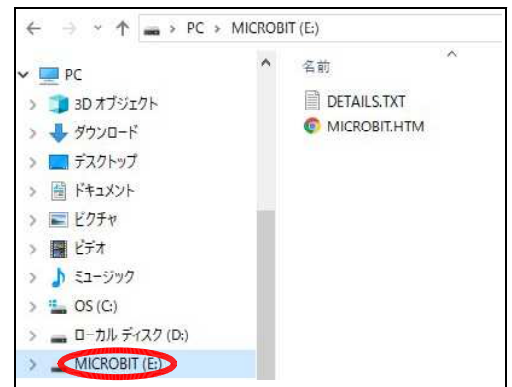 PC > MICROBIT (E:)
PC
3D オブジェクト
ダウンロード
デスクトップ
ドキュメント
ピクチャ
ビデオ
ミュージック
OS (C:)
ローカル ディスク (D:)
MICROBIT (E:)
名前
DETAILS.TXT
MICROBIT.HTM